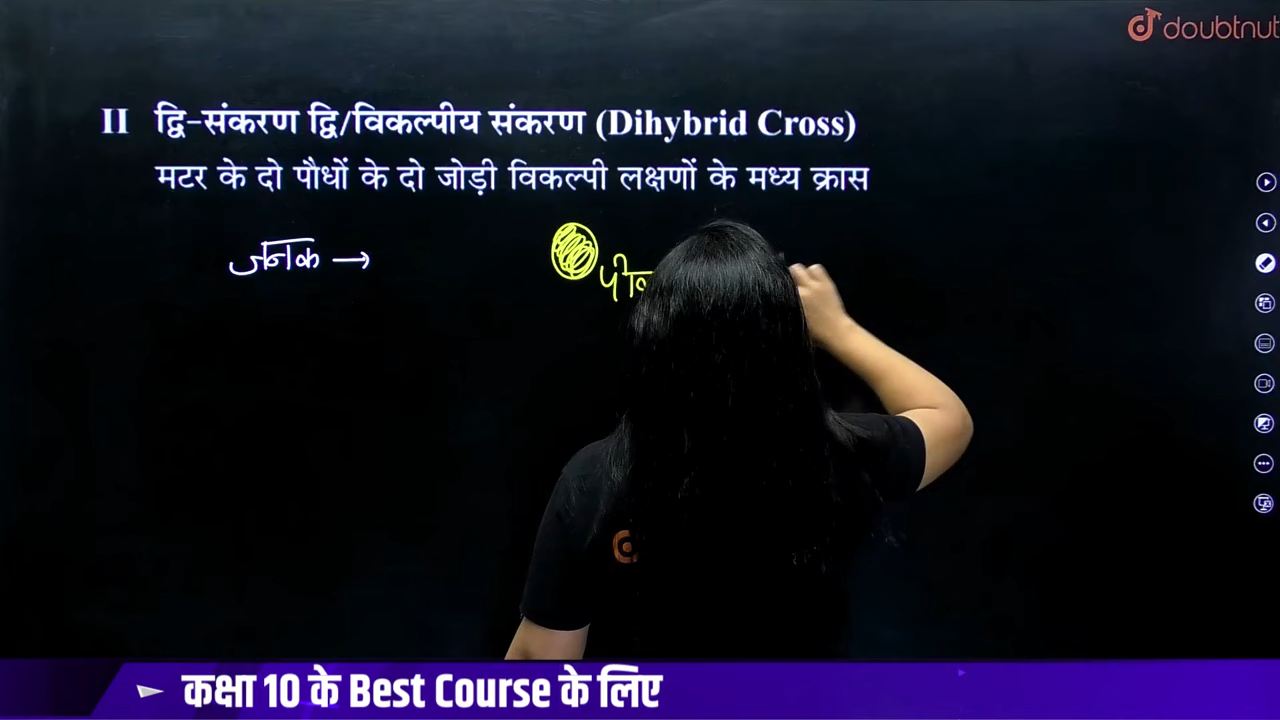 doubtnut
II द्वि-संकरण द्वि/विकल्पीय संकरण (Dihybrid Cross)
मटर के दो पौधों के दो जोड़ी विकल्पी लक्षणों के मध्य क्रास
जनक →
कक्षा 10 के Best Course के लिए